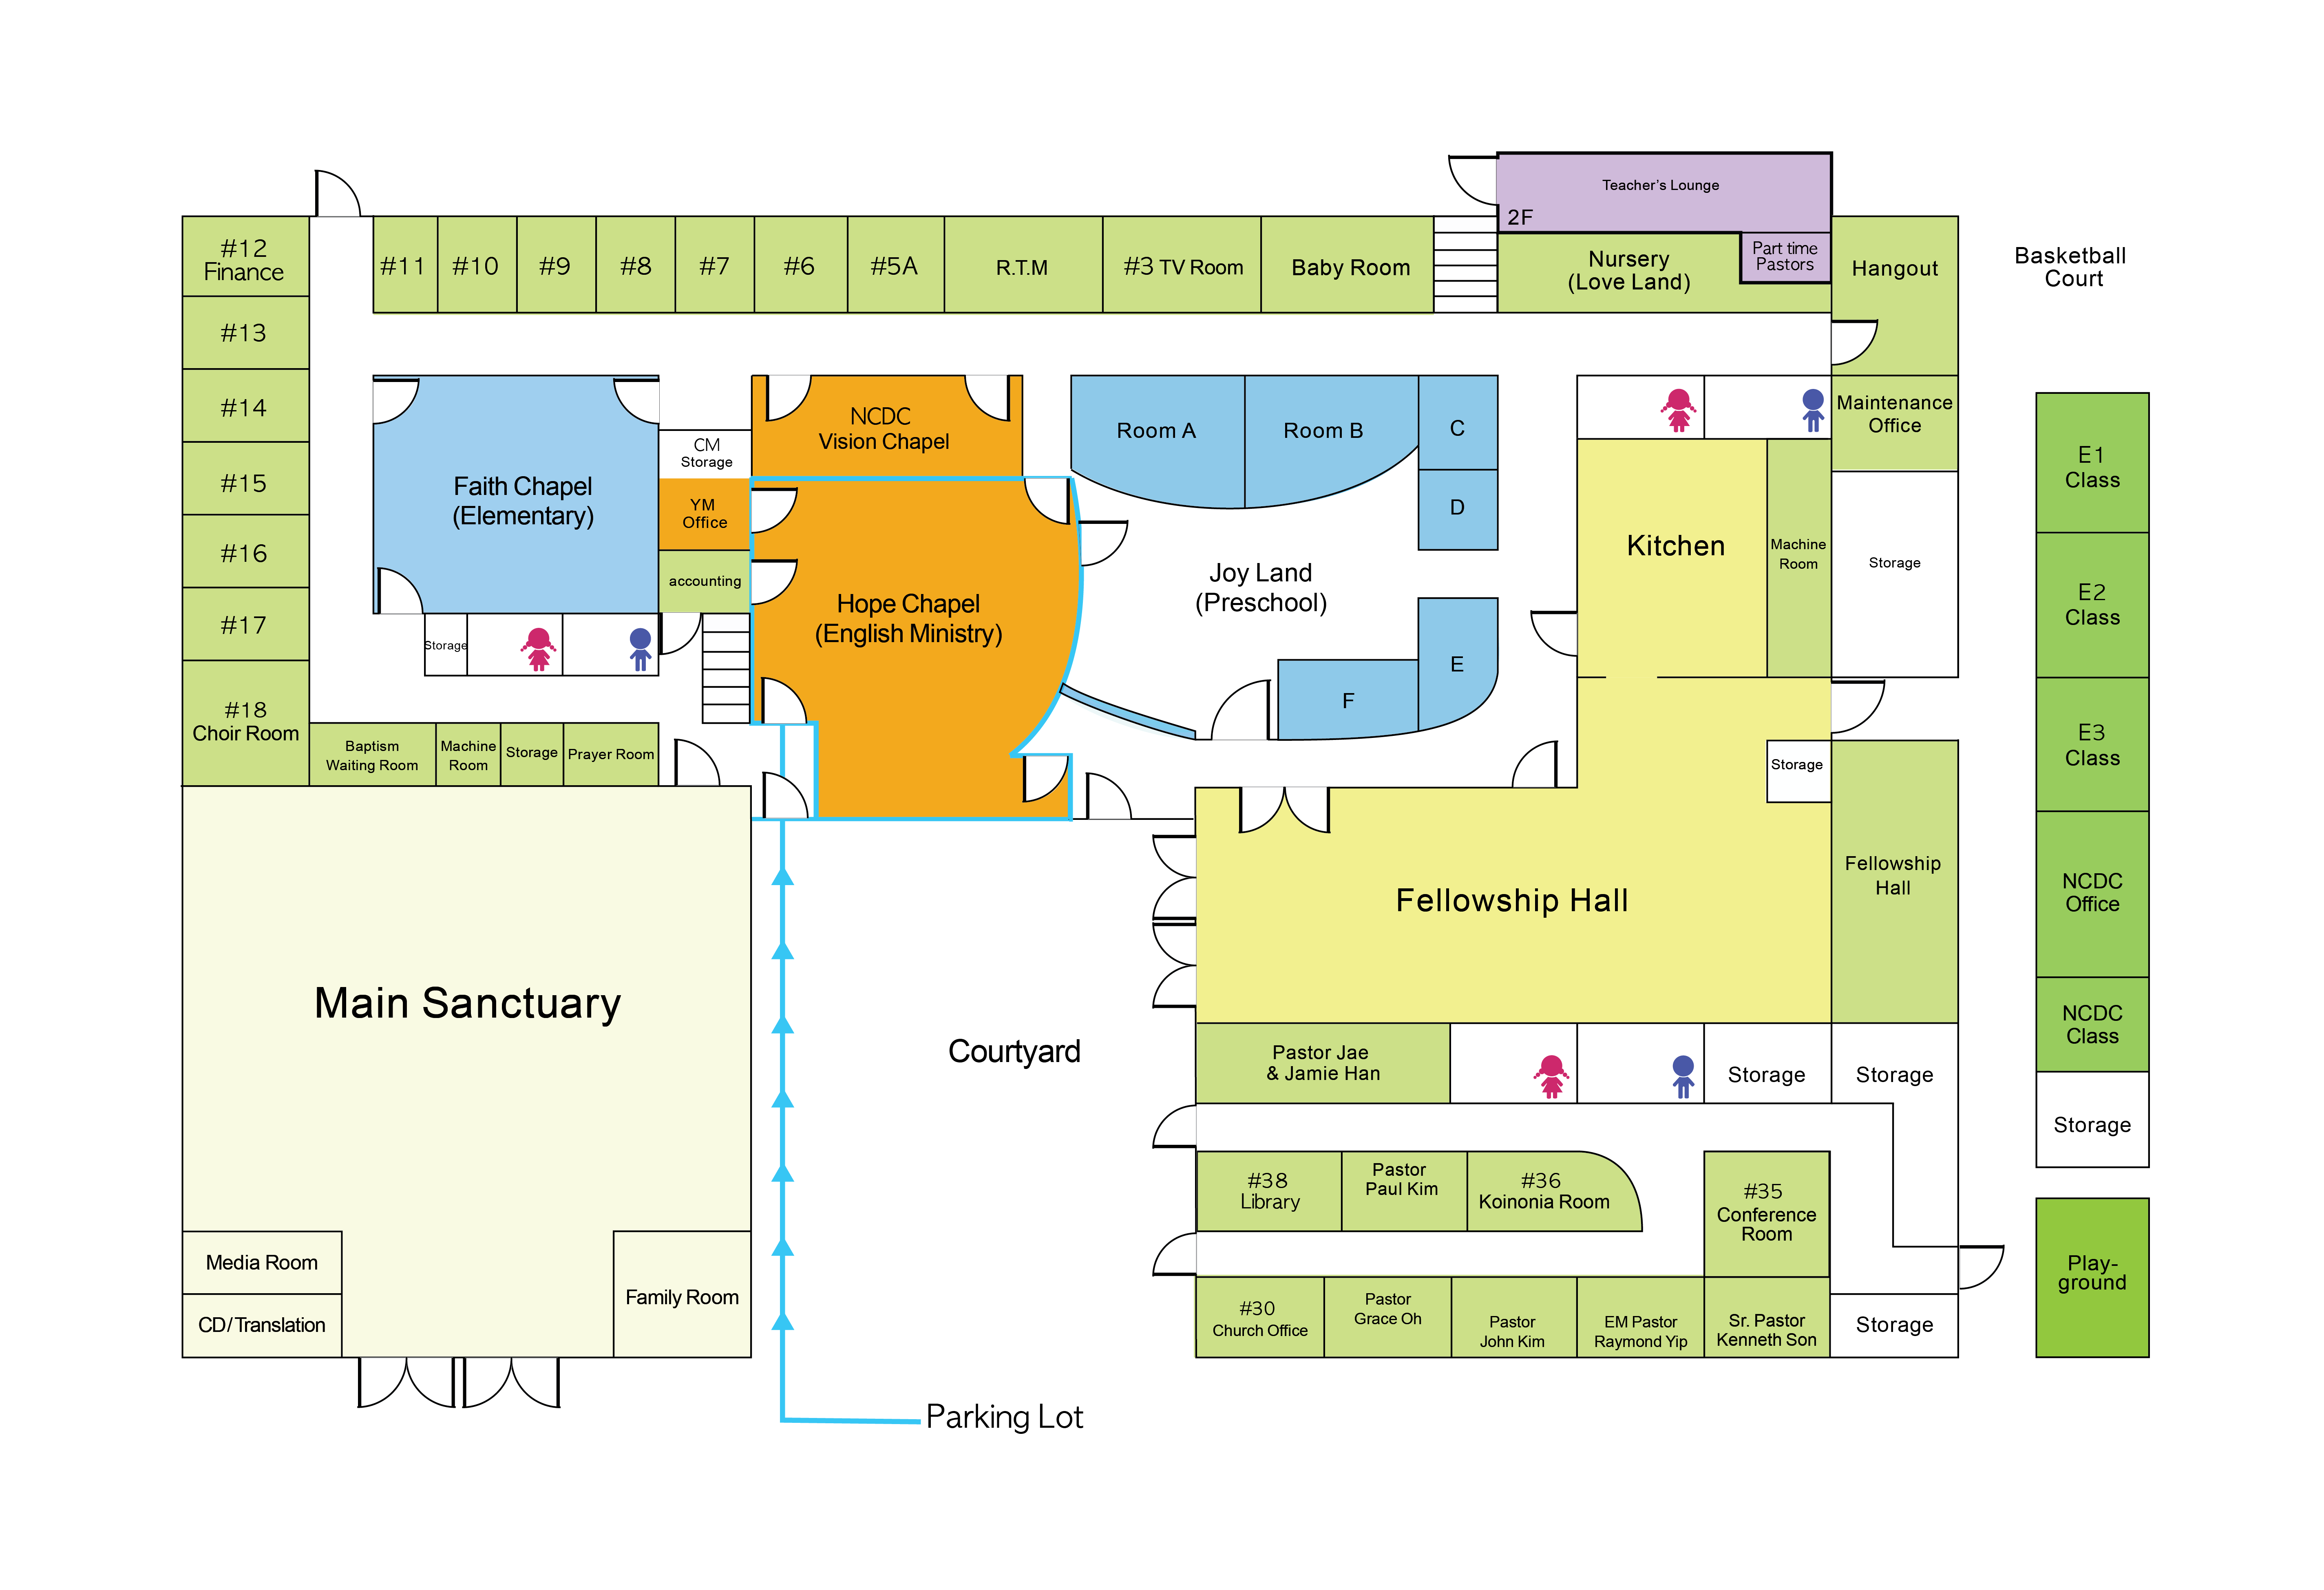 Teacher's Lounge
2F
Part time
Pastors
#12
Finance
#11
#10
#9
#8
#7
#6
#5A
R.T.M
#3 TV Room
Baby Room
Nursery
(Love Land)
Hangout
Basketball
Court
#13
#14
#15
#16
#17
#18
Choir Room
Faith Chapel
(Elementary)
CM
Storage
YM
Office
accounting
Storage
NCDC
Vision Chapel
Hope Chapel
(English Ministry)
Room A
Room B
C
D
Joy Land
(Preschool)
E
F
Kitchen
Machine
Room
Maintenance
Office
Storage
E1
Class
E2
Class
E3
Class
NCDC
Office
NCDC
Class
Storage
Play-
ground
Baptism
Waiting Room
Machine
Room
Storage
Prayer Room
Storage
Fellowship
Hall
Fellowship Hall
Main Sanctuary
Media Room
CD/Translation
Family Room
Courtyard
Parking Lot
Pastor Jae
& Jamie Han
Storage
Storage
#38
Library
Pastor
Paul Kim
#36
Koinonia Room
#35
Conference
Room
#30
Church Office
Pastor
Grace Oh
Pastor
John Kim
EM Pastor
Raymond Yip
Sr. Pastor
Kenneth Son
Storage